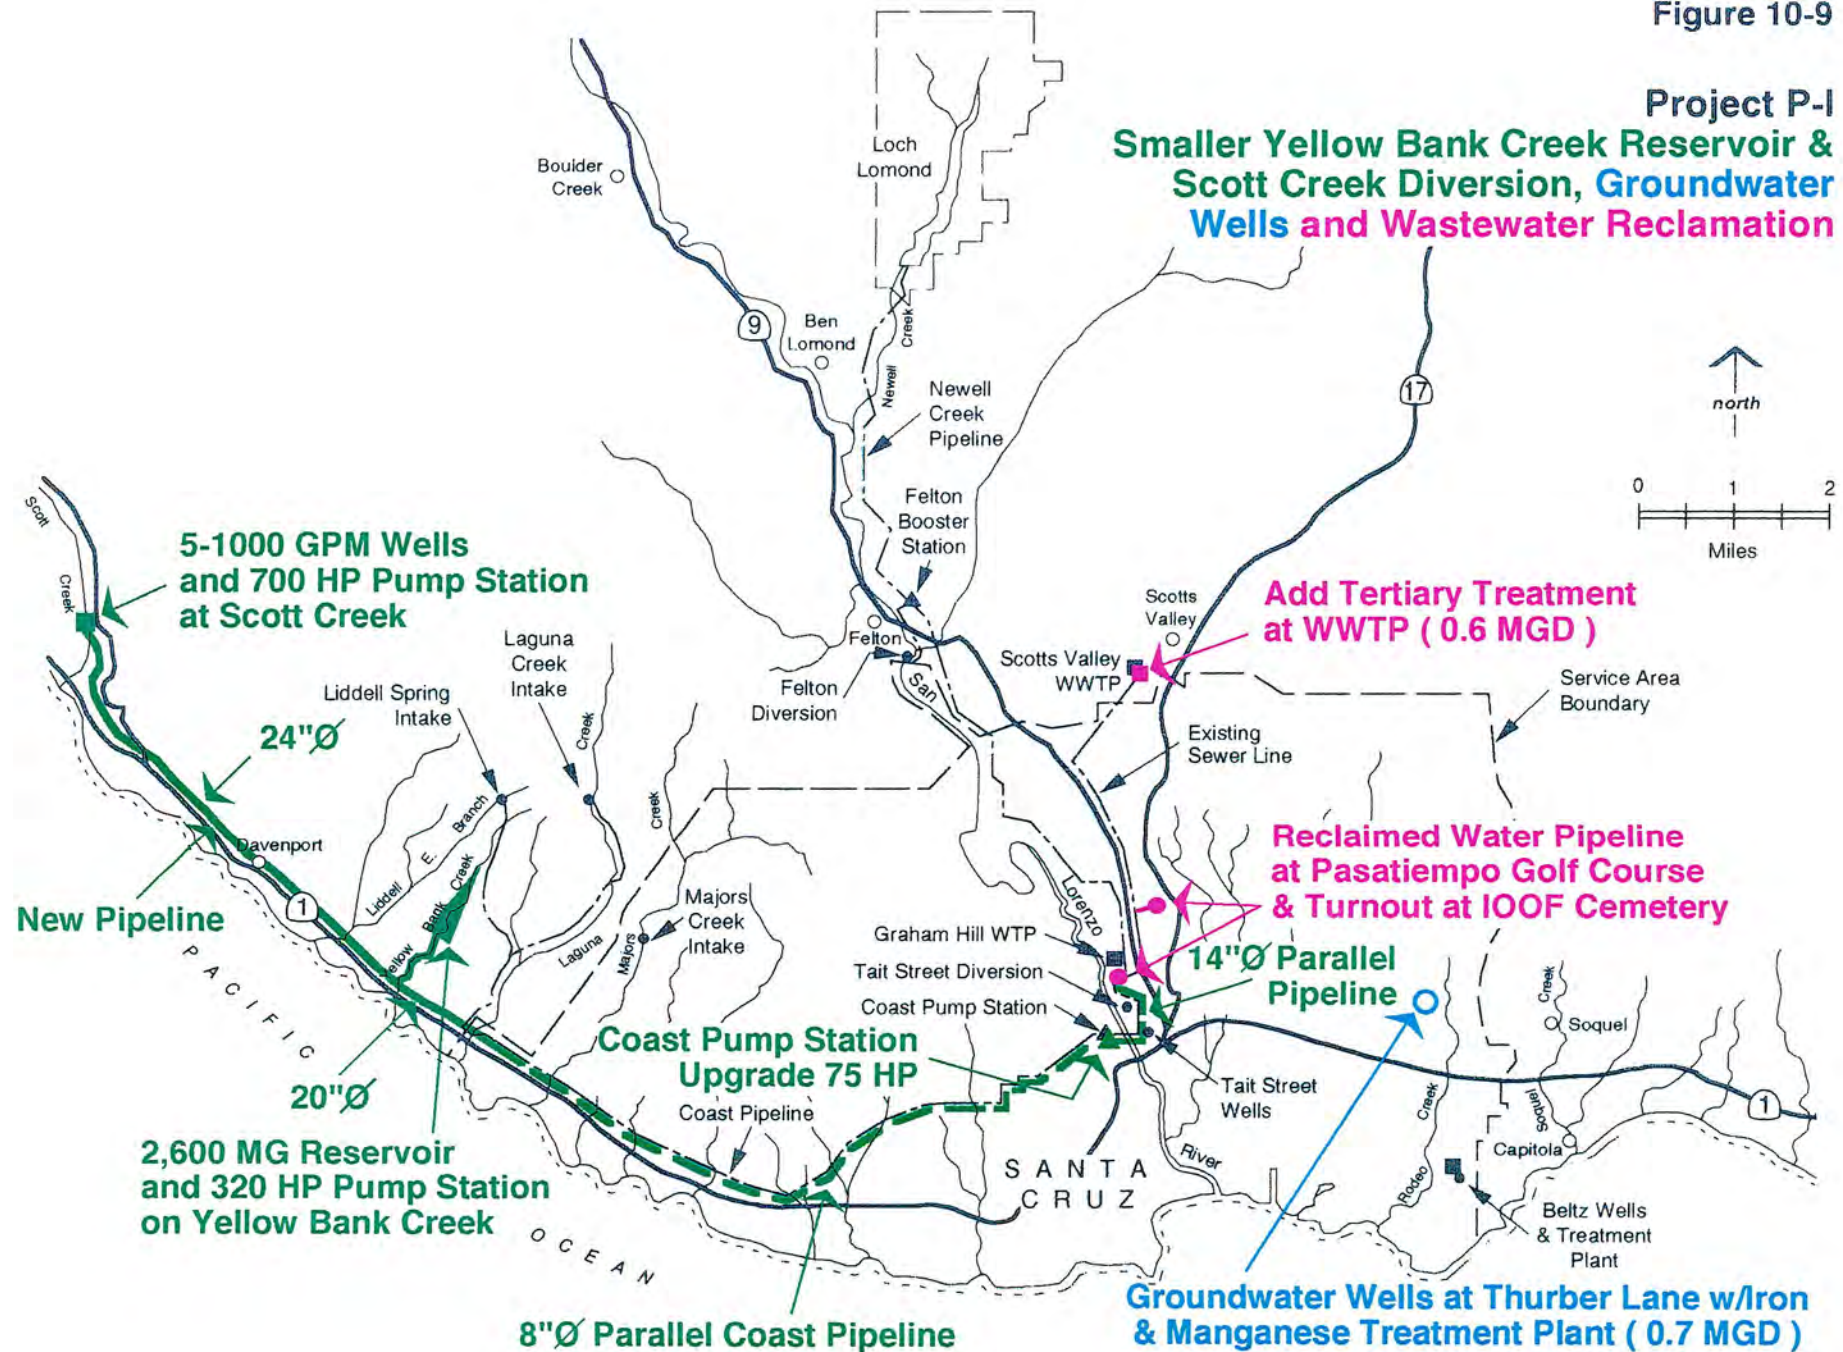 Figure 10-9
Project P-I
Smaller Yellow Bank Creek Reservoir &
Scott Creek Diversion, Groundwater
Wells and Wastewater Reclamation
Loch
Lomond
Boulder
Creek
9
Ben
Lomond
Creek
Newell
Newell
Creek
Pipeline
17
north
0 1 2
Miles
Scott
Creek
5-1000 GPM Wells
and 700 HP Pump Station
at Scott Creek
Felton
Booster
Station
Felton
Felton
Diversion
San
Lorenzo
River
Scotts
Valley
Add Tertiary Treatment
at WWTP ( 0.6 MGD )
Scotts Valley
WWTP
Service Area
Boundary
Existing
Sewer Line
Laguna
Creek
Intake
Liddell Spring
Intake
Creek
24"Ø
Branch
E.
Liddell
Creek
Bank
Yellow
Creek
Laguna
Majors
Majors
Creek
Intake
Davenport
New Pipeline
1
PACIFIC
OCEAN
Reclaimed Water Pipeline
at Pasatiempo Golf Course
& Turnout at IOOF Cemetery
Graham Hill WTP
Tait Street Diversion
Coast Pump Station
14"Ø Parallel
Pipeline
Coast Pump Station
Upgrade 75 HP
Coast Pipeline
20"Ø
2,600 MG Reservoir
and 320 HP Pump Station
on Yellow Bank Creek
Tait Street
Wells
SANTA
CRUZ
Creek
Soquel
Soquel
Creek
Rodeo
Capitola
1
Beltz Wells
& Treatment
Plant
8"Ø Parallel Coast Pipeline
Groundwater Wells at Thurber Lane w/Iron
& Manganese Treatment Plant ( 0.7 MGD )